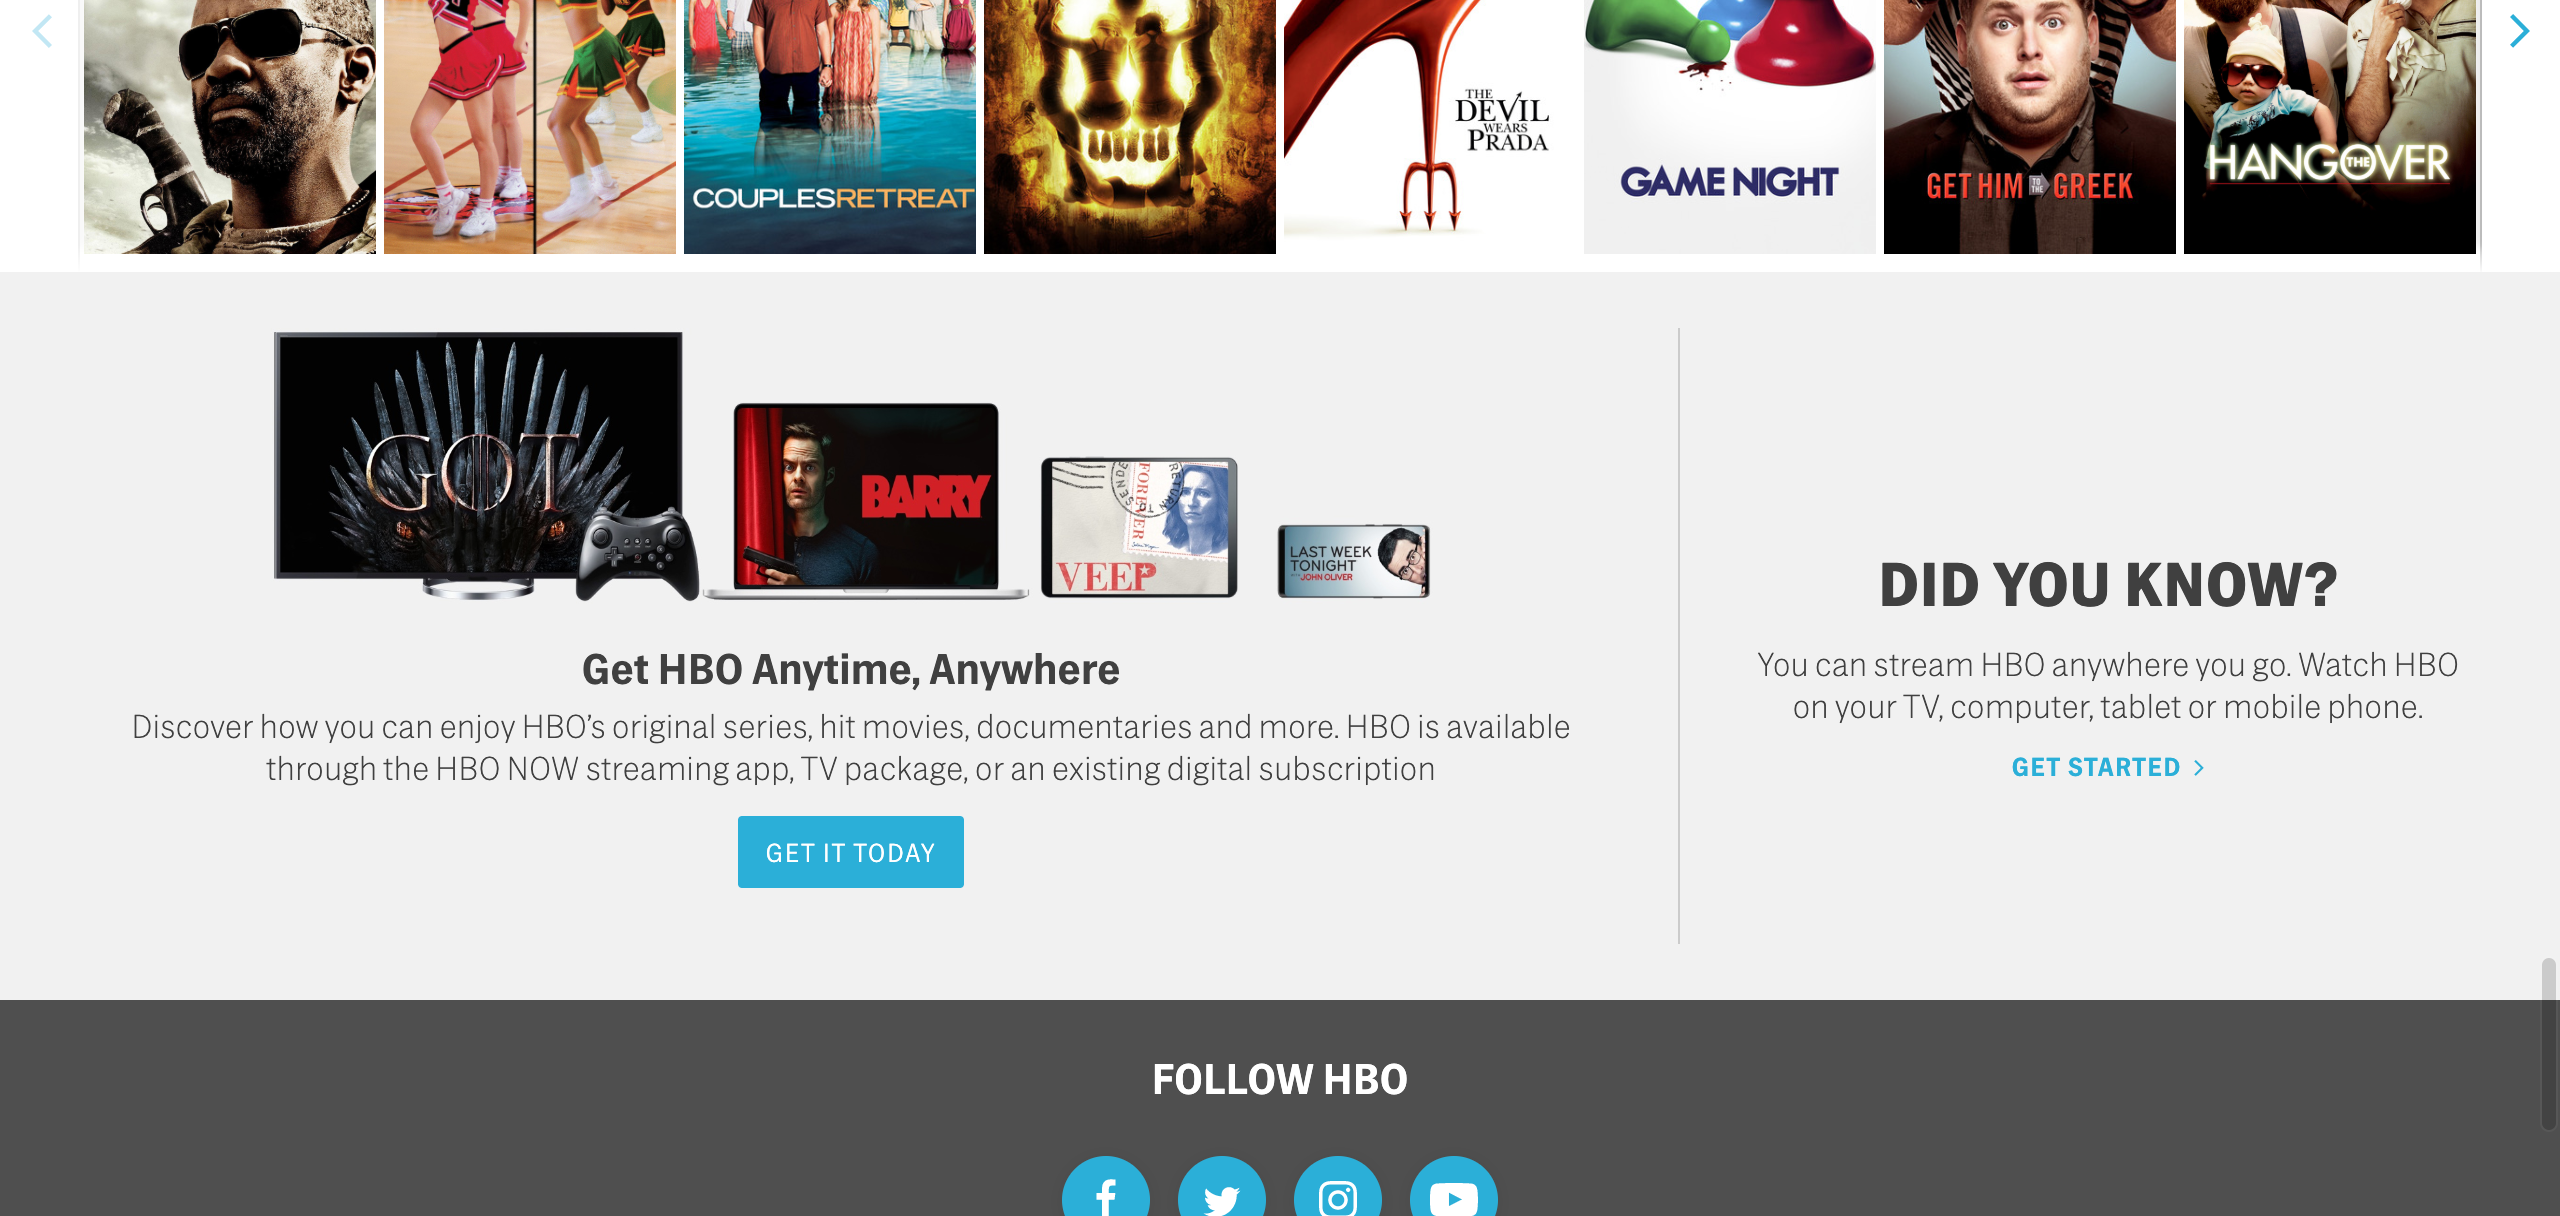 COUPLESRETREAT
THE
DEVIL
WEARS
PRADA
GAME NIGHT
GET HIM TO THE GREEK
THE HANGOVER
GOT
BARRY
FOREVER
VEEP
LAST WEEK
TONIGHT
WITH JOHN OLIVER
Get HBO Anytime, Anywhere
Discover how you can enjoy HBO’s original series, hit movies, documentaries and more. HBO is available
through the HBO NOW streaming app, TV package, or an existing digital subscription
GET IT TODAY
DID YOU KNOW?
You can stream HBO anywhere you go. Watch HBO
on your TV, computer, tablet or mobile phone.
GET STARTED
FOLLOW HBO